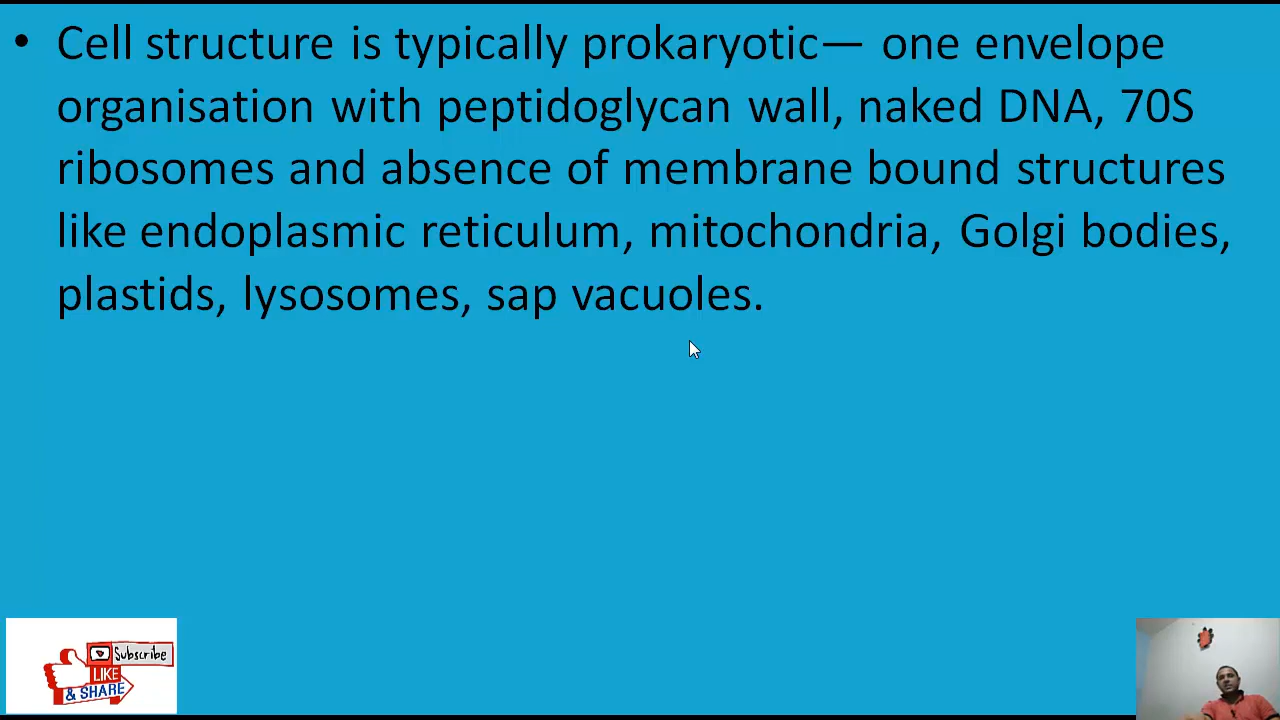 • Cell structure is typically prokaryotic— one envelope
organisation with peptidoglycan wall, naked DNA, 70S
ribosomes and absence of membrane bound structures
like endoplasmic reticulum, mitochondria, Golgi bodies,
plastids, lysosomes, sap vacuoles.
Subscribe
LIKE
& SHARE